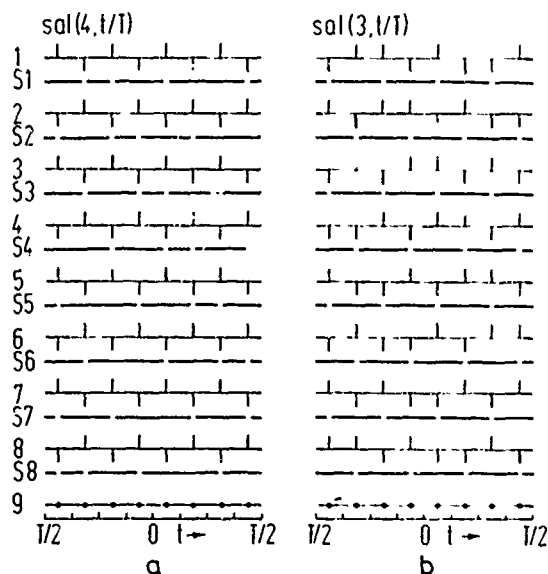 sal(4,t/T) sal(3,t/T)
1
S1
2
S2
3
S3
4
S4
5
S5
6
S6
7
S7
8
S8
9
T/2 0 t→ T/2 T/2 0 t→ T/2
a b